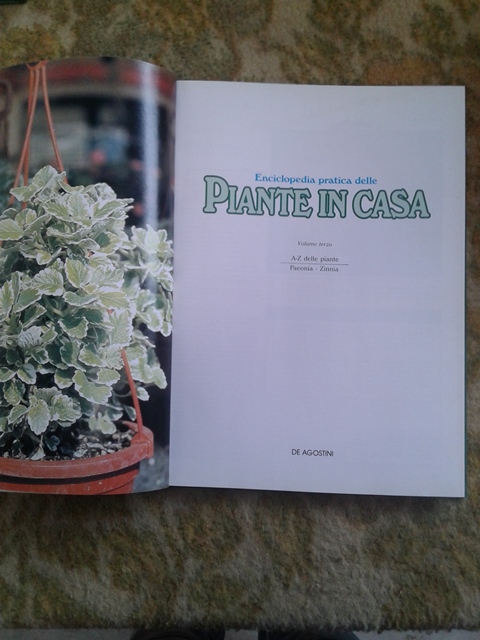 Enciclopedia pratica delle
PIANTE IN CASA
Volume terzo
A-Z delle piante
Paeonia - Zinnia
DE AGOSTINI